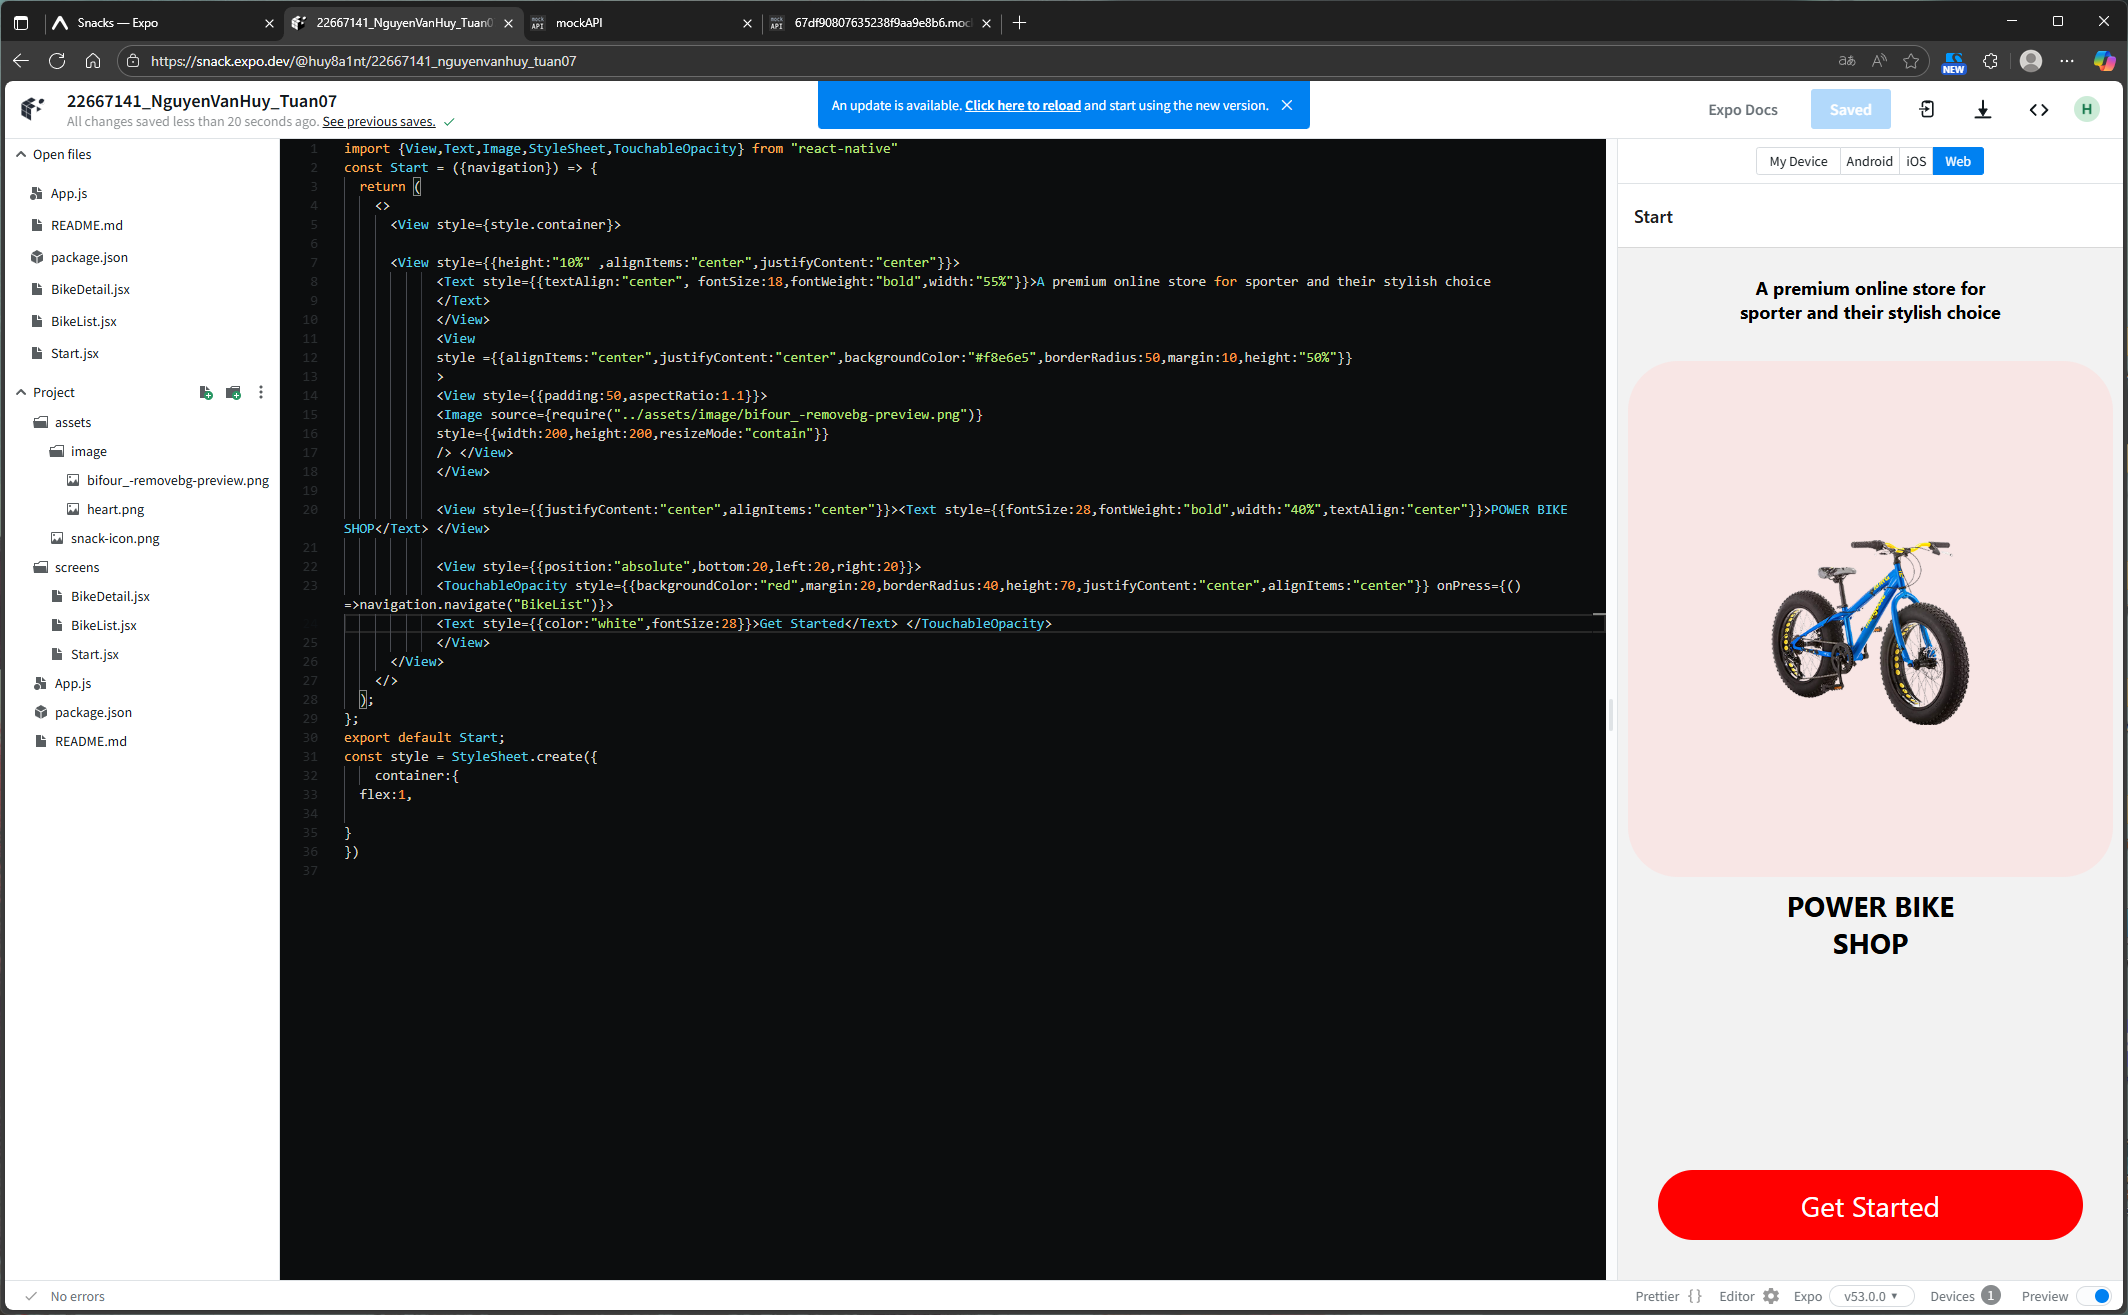 Snacks — Expo
22667141_NguyenVanHuy_Tuan0
mockAPI
67df90807635238f9aa9e8b6.moc
https://snack.expo.dev/@huy8a1nt/22667141_nguyenvanhuy_tuan07
NEW
22667141_NguyenVanHuy_Tuan07
All changes saved less than 20 seconds ago. See previous saves.
An update is available. Click here to reload and start using the new version.
Expo Docs
Saved
H
Open files
App.js
README.md
package.json
BikeDetail.jsx
BikeList.jsx
Start.jsx
Project
assets
image
bifour_-removebg-preview.png
heart.png
snack-icon.png
screens
BikeDetail.jsx
BikeList.jsx
Start.jsx
App.js
package.json
README.md
1 import {View,Text,Image,StyleSheet,TouchableOpacity} from "react-native"
2 const Start = ({navigation}) => {
3 return (
4 <>
5 <View style={style.container}>
6
7 <View style={{height:"10%" ,alignItems:"center",justifyContent:"center"}}>
8 <Text style={{textAlign:"center", fontSize:18,fontWeight:"bold",width:"55%"}}>A premium online store for sporter and their stylish choice
9 </Text>
10 </View>
11 <View
12 style ={{alignItems:"center",justifyContent:"center",backgroundColor:"#f8e6e5",borderRadius:50,margin:10,height:"50%"}}
13 >
14 <View style={{padding:50,aspectRatio:1.1}}>
15 <Image source={require("../assets/image/bifour_-removebg-preview.png")}
16 style={{width:200,height:200,resizeMode:"contain"}}
17 /> </View>
18 </View>
19
20 <View style={{justifyContent:"center",alignItems:"center"}}><Text style={{fontSize:28,fontWeight:"bold",width:"40%",textAlign:"center"}}>POWER BIKE
SHOP</Text> </View>
21
22 <View style={{position:"absolute",bottom:20,left:20,right:20}}>
23 <TouchableOpacity style={{backgroundColor:"red",margin:20,borderRadius:40,height:70,justifyContent:"center",alignItems:"center"}} onPress={()
=>navigation.navigate("BikeList")}>
<Text style={{color:"white",fontSize:28}}>Get Started</Text> </TouchableOpacity>
25 </View>
26 </View>
27 </>
28 );
29 };
30 export default Start;
31 const style = StyleSheet.create({
32 container:{
33 flex:1,
34
35 }
36 })
37
My Device
Android
iOS
Web
Start
A premium online store for
sporter and their stylish choice
POWER BIKE
SHOP
Get Started
No errors
Prettier {}
Editor
Expo
v53.0.0
Devices 1
Preview